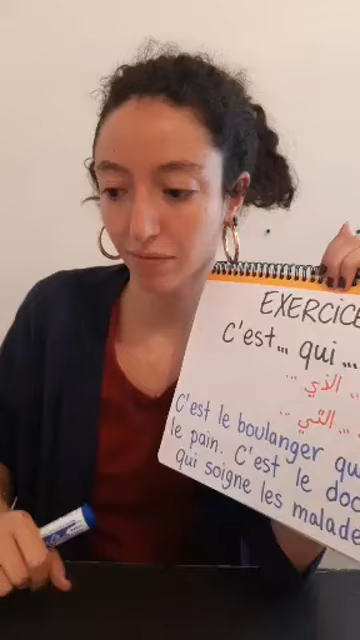 EXERCICE
c'est... qui...
... الذي ...
... التي ...
C'est le boulanger qu
le pain. C'est le doc
qui soigne les malade